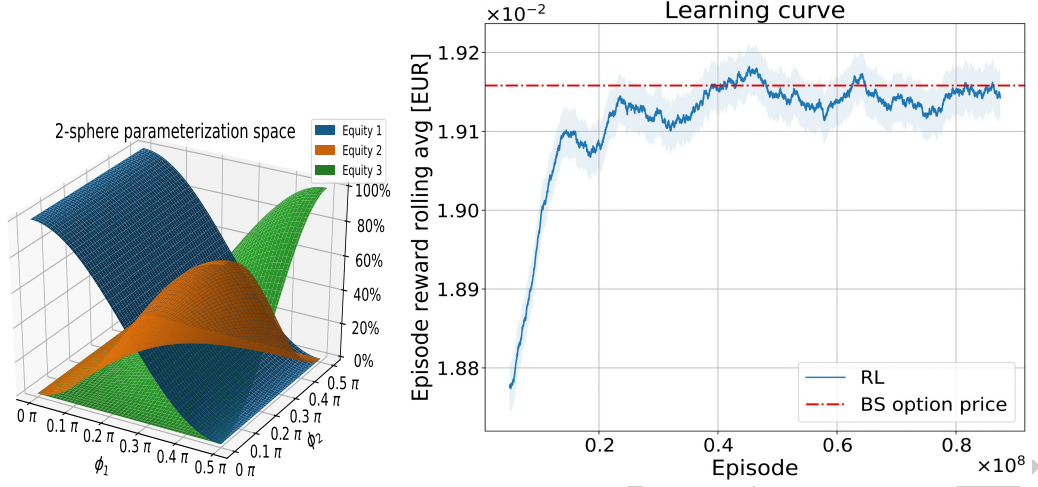 2-sphere parameterization space
Equity 1
Equity 2
Equity 3
100%
80%
60%
40%
20%
0%
0 π
0.1 π
0.2 π
0.3 π
0.4 π
0.5 π
ϕ1
0 π
0.1 π
0.2 π
0.3 π
0.4 π
0.5 π
ϕ2
Learning curve
×10⁻²
1.92
1.91
1.90
1.89
1.88
Episode reward rolling avg [EUR]
RL
BS option price
0.2
0.4
0.6
0.8
×10⁸
Episode